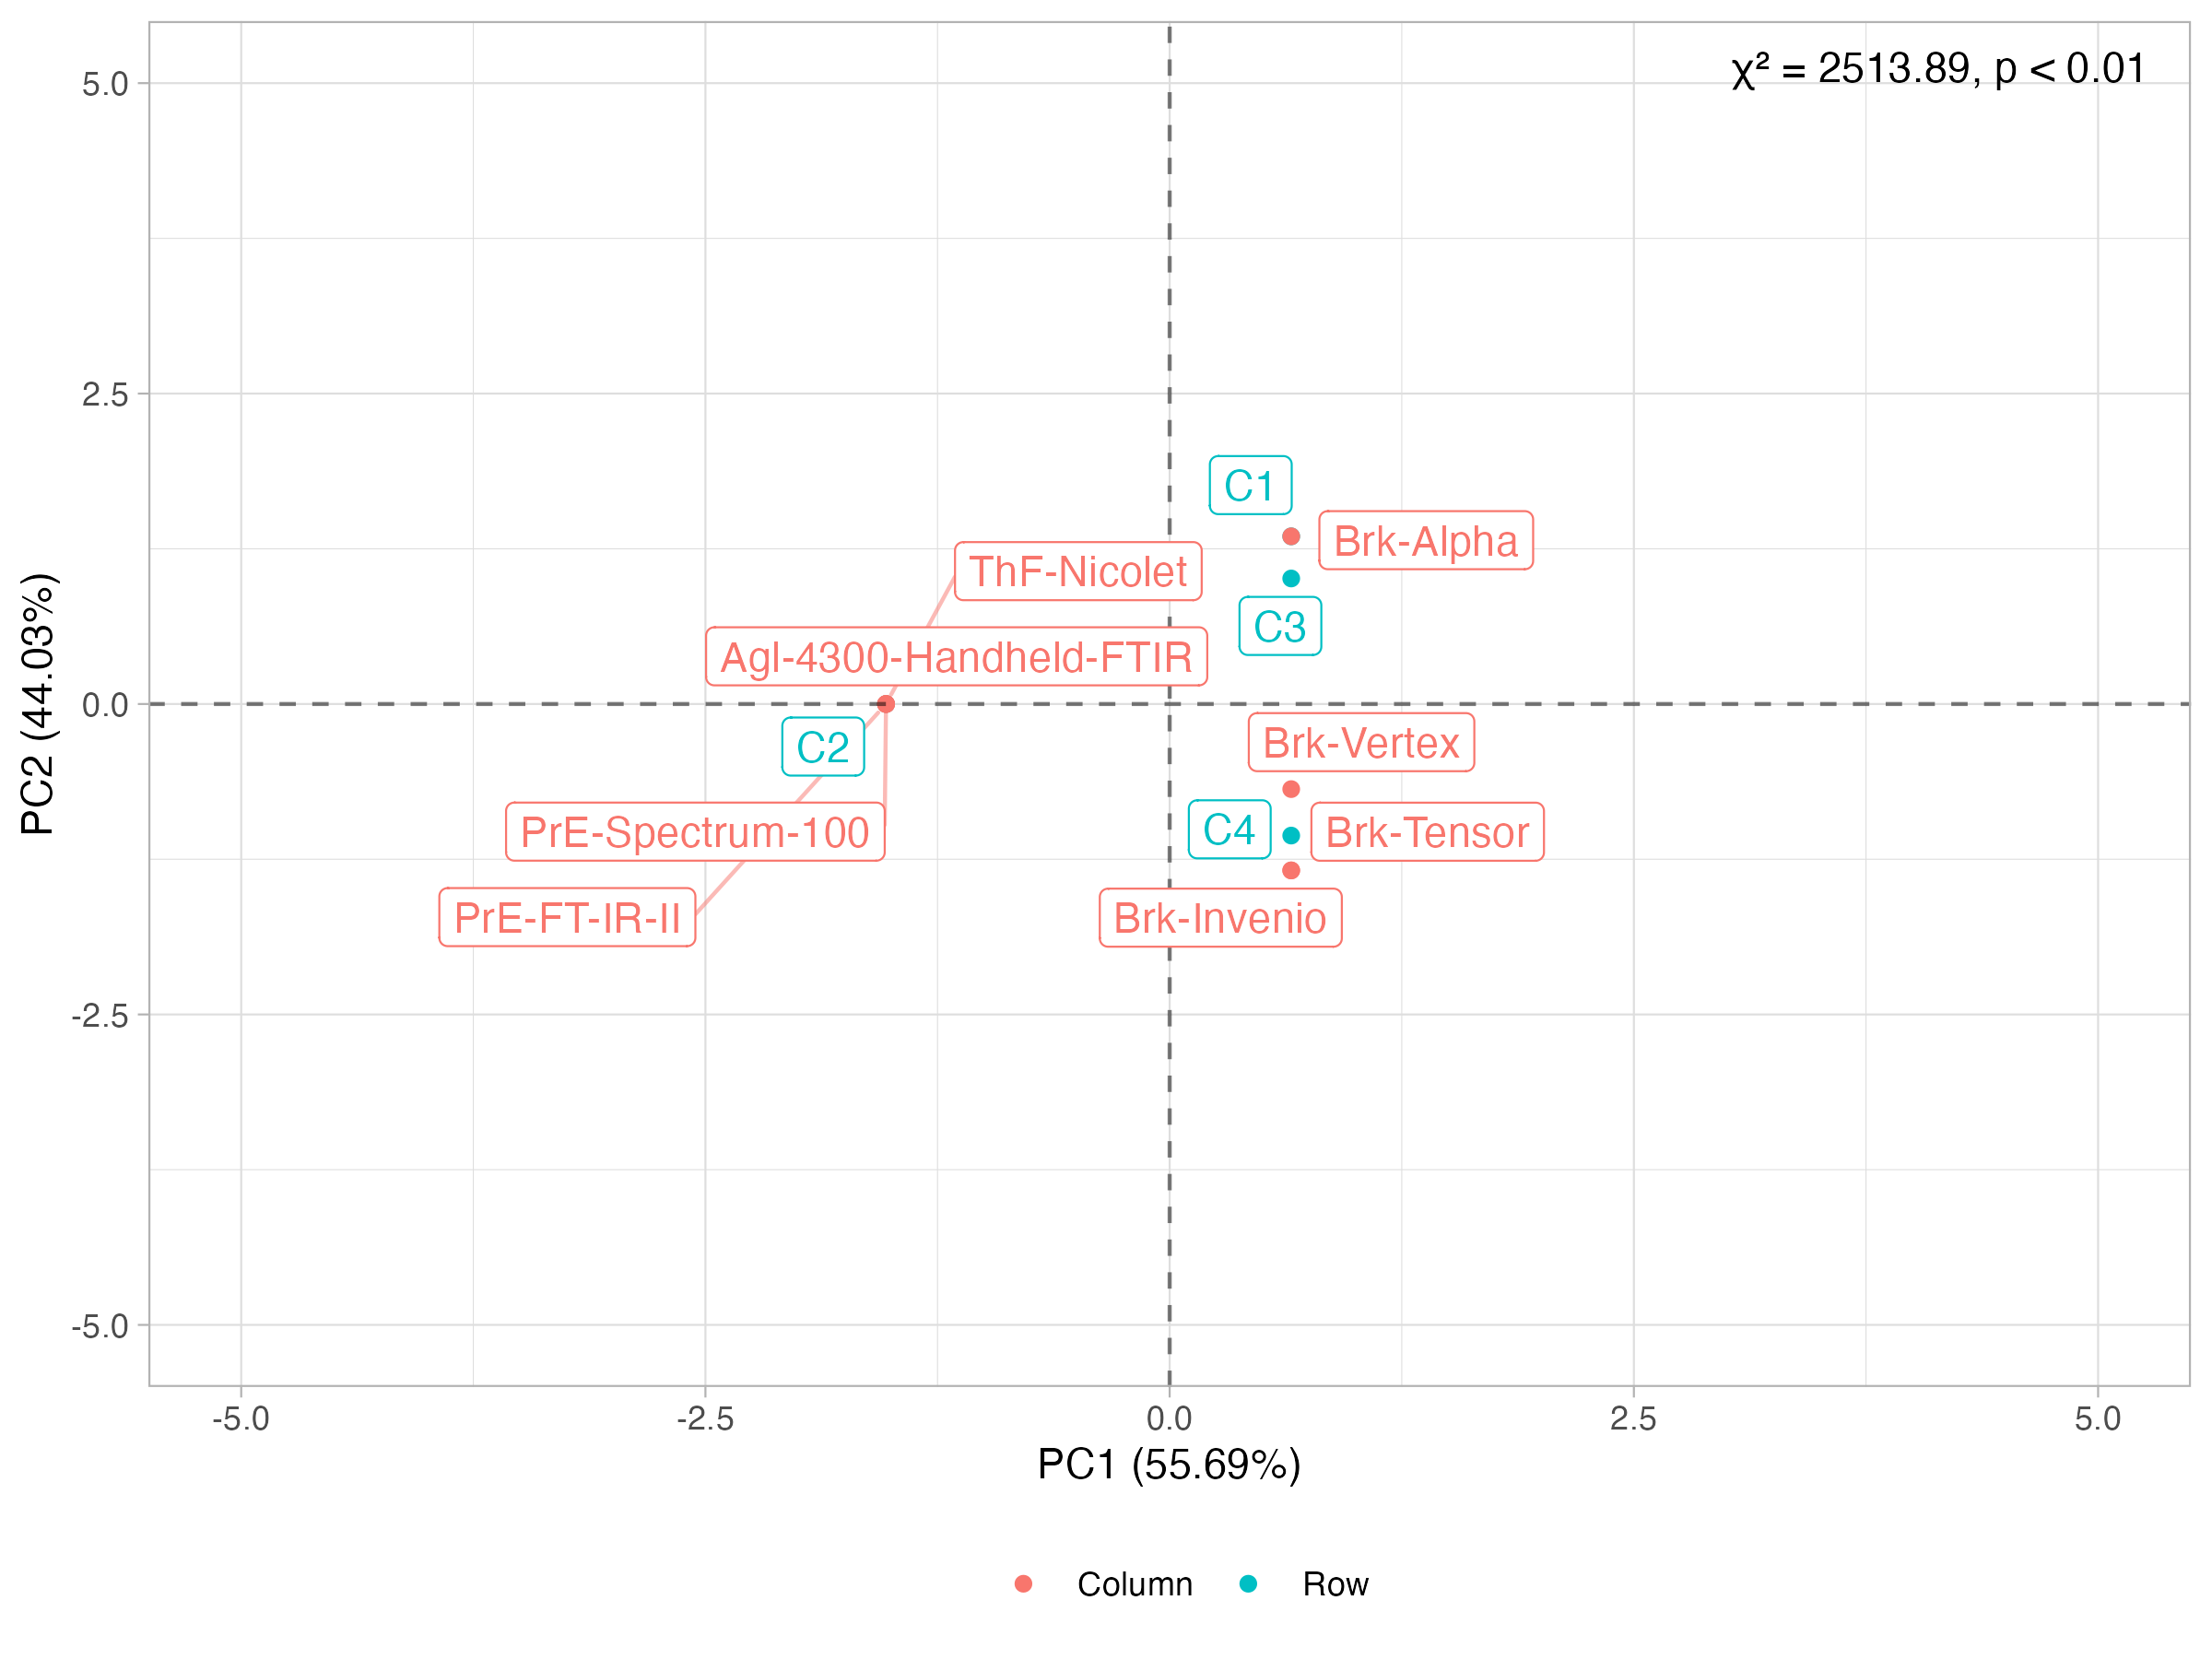 χ² = 2513.89, p < 0.01
5.0
2.5
0.0
-2.5
-5.0
PC2 (44.03%)
C1
Brk-Alpha
ThF-Nicolet
C3
Agl-4300-Handheld-FTIR
C2
Brk-Vertex
PrE-Spectrum-100
C4
Brk-Tensor
PrE-FT-IR-II
Brk-Invenio
-5.0 -2.5 0.0 2.5 5.0
PC1 (55.69%)
Column Row